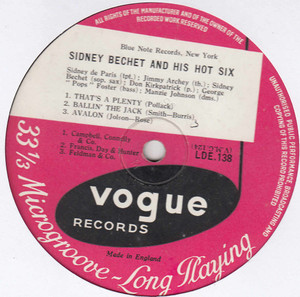 ALL RIGHTS OF THE MANUFACTURER AND OF THE OWNER OF THE
RECORDED WORK RESERVED
UNAUTHORISED PUBLIC PERFORMANCE
BROADCASTING AND
COPYING OF THIS RECORD
PROHIBITED
Blue Note Records, New York
SIDNEY BECHET AND HIS HOT SIX
Sidney de Paris (tpt.); Jimmy Archey (tb.); Sidney
Bechet (sop. sax); Don Kirkpatrick (p.); George
"Pops" Foster (bass); Manzie Johnson (dms.)
1 - THAT'S A PLENTY (Pollack)
2 - BALLIN' THE JACK (Smith—Burris)
3 - AVALON (Jolson—Rose)
1 - Campbell, Connelly
& Co.
2 - Francis, Day & Hunter
3 - Feldman & Co.
LDE.138
vogue
RECORDS
Made in England
33⅓ Microgroove - Long Playing